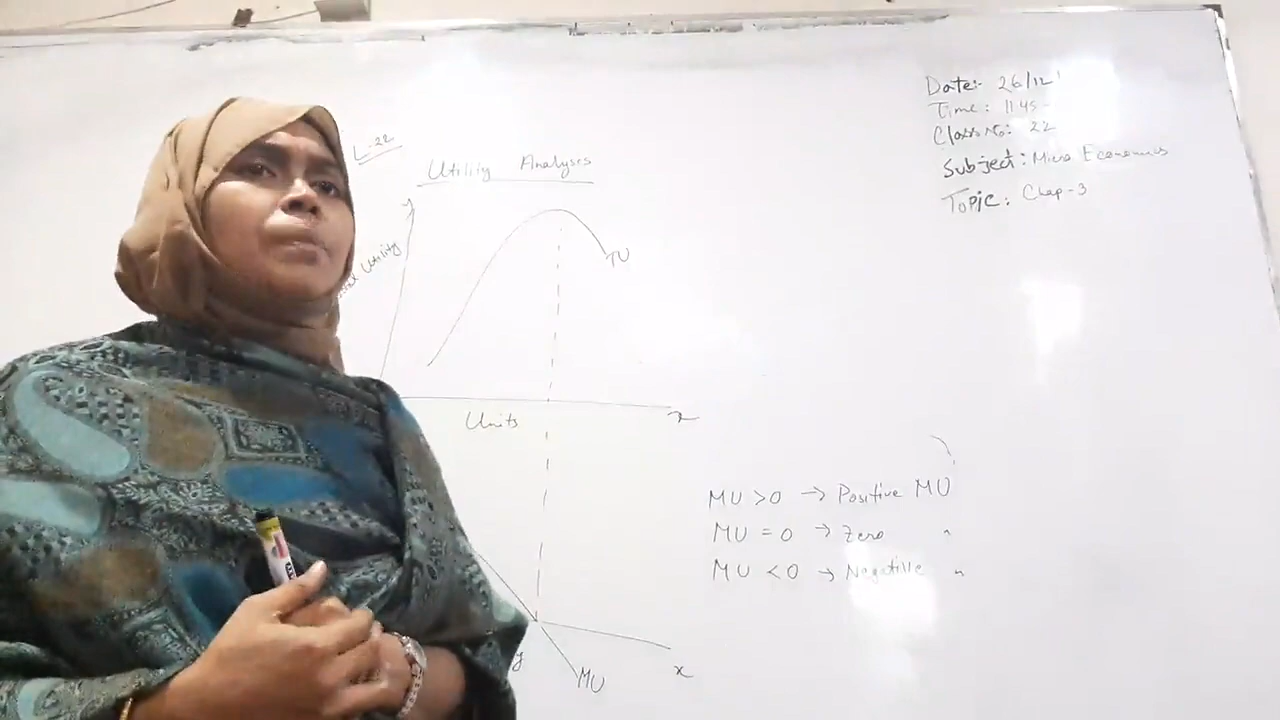 L-22
Utility Analyses
y
Utility
TU
Units
x
MU
x
MU > 0 → Positive MU
MU = 0 → Zero "
MU < 0 → Negative "
Date:- 26/12
Time: 11:45 -
Class No: 22
Subject: Micro Economics
Topic: Chap-3